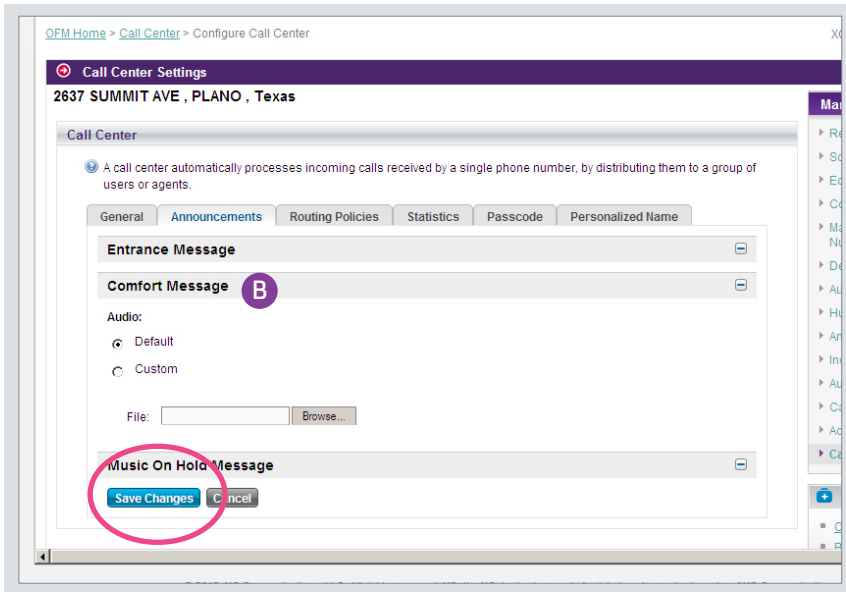 OFM Home > Call Center > Configure Call Center
Call Center Settings
2637 SUMMIT AVE , PLANO , Texas
Call Center
A call center automatically processes incoming calls received by a single phone number, by distributing them to a group of
users or agents.
General Announcements Routing Policies Statistics Passcode Personalized Name
Entrance Message
Comfort Message B
Audio:
Default
Custom
File: Browse...
Music On Hold Message
Save Changes Cancel